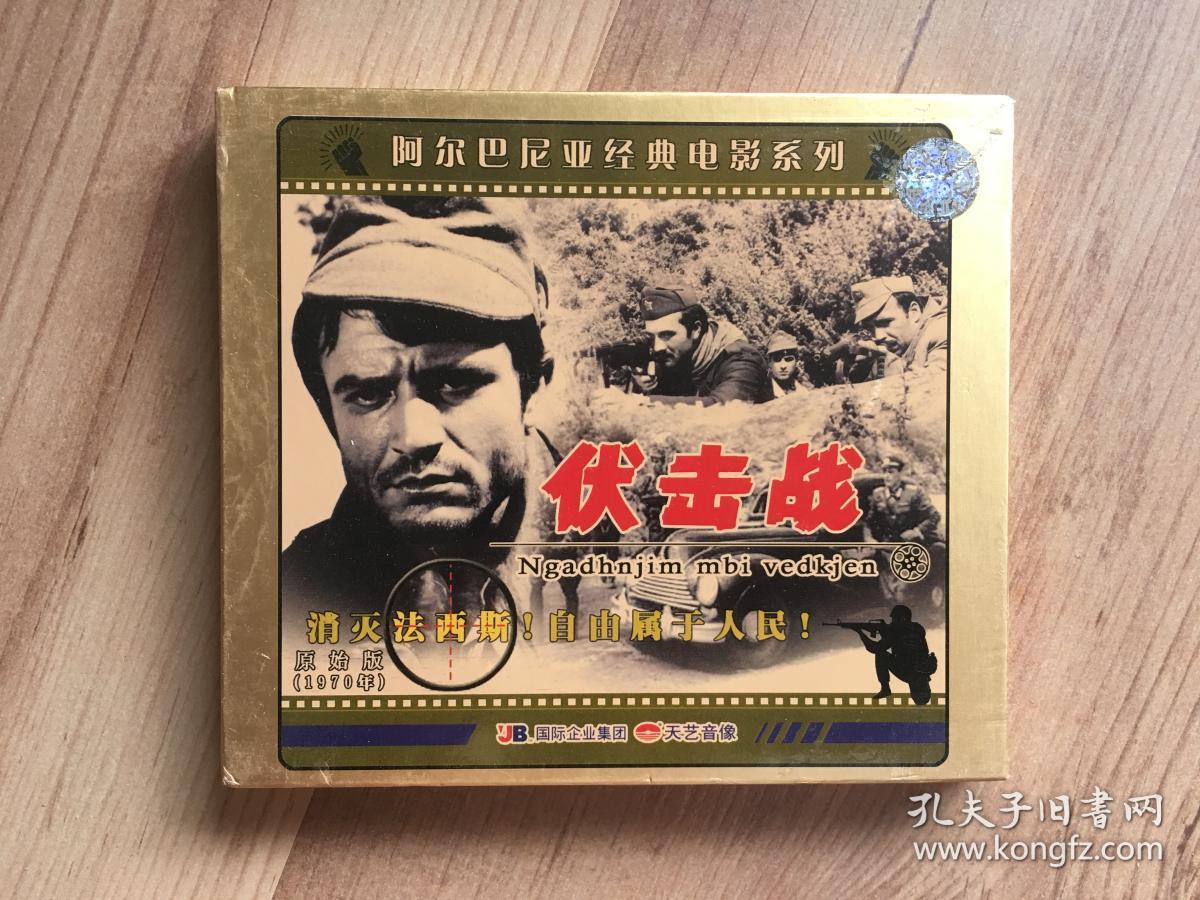 阿尔巴尼亚经典电影系列
伏击战
Ngadhnjim mbi vedkjen
消灭法西斯!自由属于人民!
原始版
(1970年)
JB 国际企业集团 天艺音像
孔夫子旧书网
www.kongfz.com